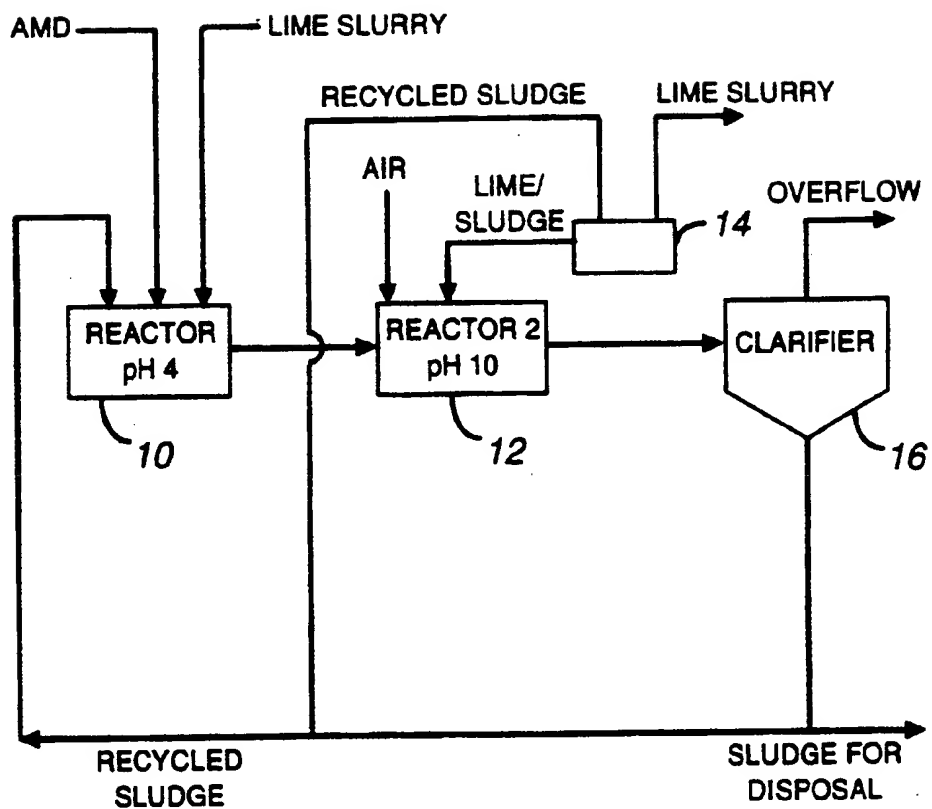 AMD
LIME SLURRY
RECYCLED SLUDGE
LIME SLURRY
AIR
LIME/
SLUDGE
OVERFLOW
14
REACTOR
pH 4
REACTOR 2
pH 10
CLARIFIER
10
12
16
RECYCLED
SLUDGE
SLUDGE FOR
DISPOSAL